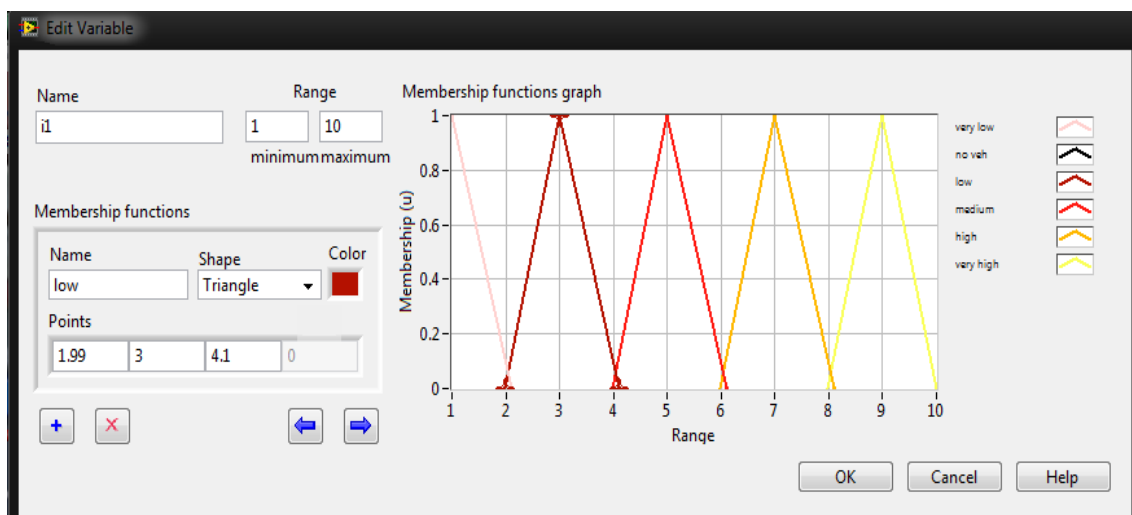 Edit Variable
Name
Range
i1
1
10
minimum maximum
Membership functions
Name
Shape
Color
low
Triangle
Points
1.99
3
4.1
0
Membership functions graph
Membership (u)
1
0.8
0.6
0.4
0.2
0
1 2 3 4 5 6 7 8 9 10
Range
very low
no veh
low
medium
high
very high
OK
Cancel
Help